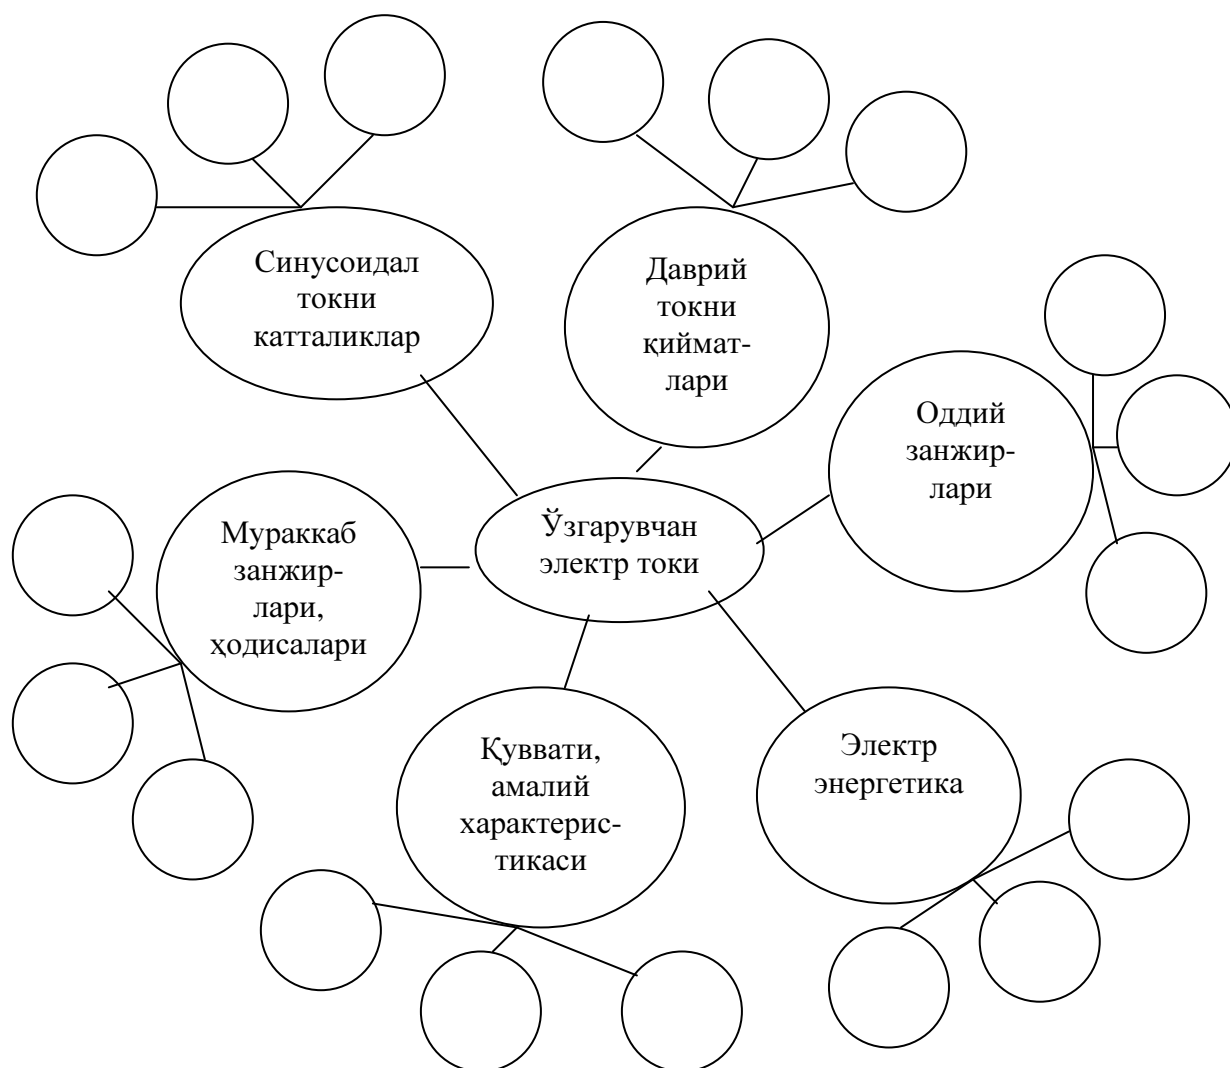 Синусоидал
токни
катталиклар
Даврий
токни
қиймат-
лари
Оддий
занжир-
лари
Ўзгарувчан
электр токи
Мураккаб
занжир-
лари,
ҳодисалари
Қуввати,
амалий
характерис-
тикаси
Электр
энергетика